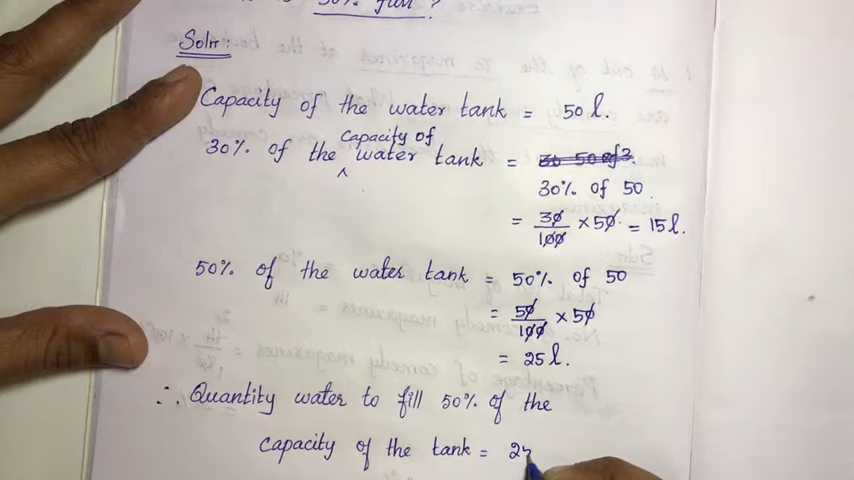 50% full?
Soln:
Capacity of the water tank = 50 l.
capacity of
30% of the ^ water tank =
30% of 50
= 30/100 × 50 = 15 l.
50% of the water tank = 50% of 50
= 50/100 × 50
= 25 l.
∴ Quantity water to fill 50% of the
capacity of the tank = 2